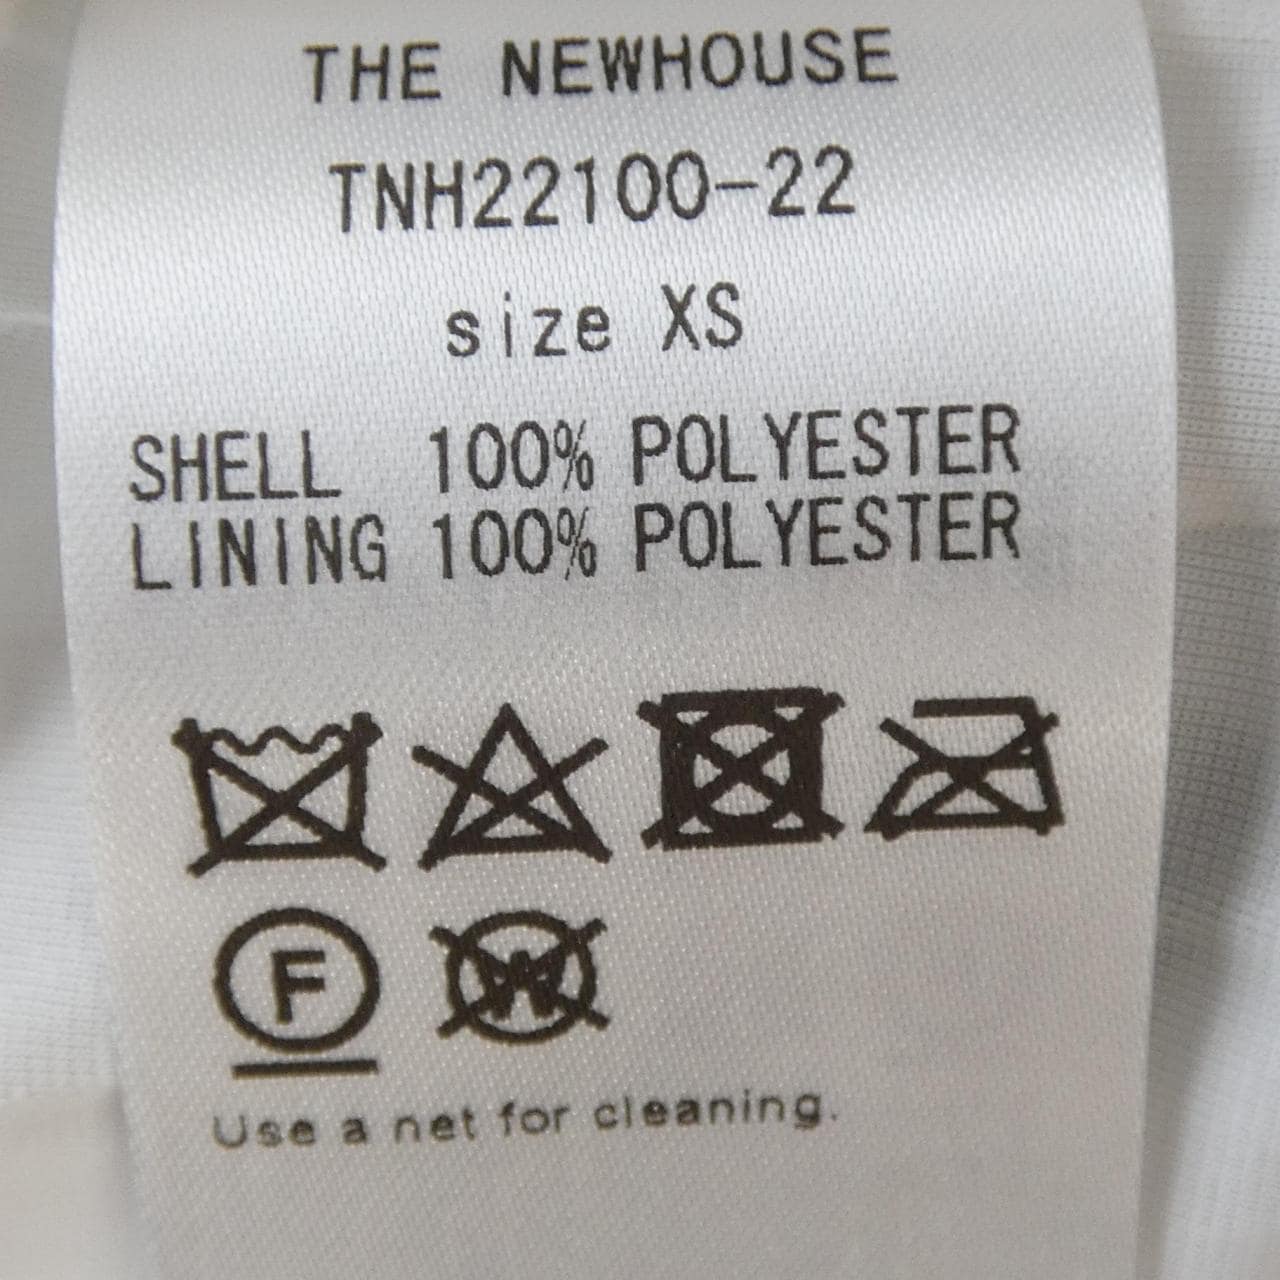 THE NEWHOUSE
TNH22100-22
size XS
SHELL 100% POLYESTER
LINING 100% POLYESTER
F W
Use a net for cleaning.